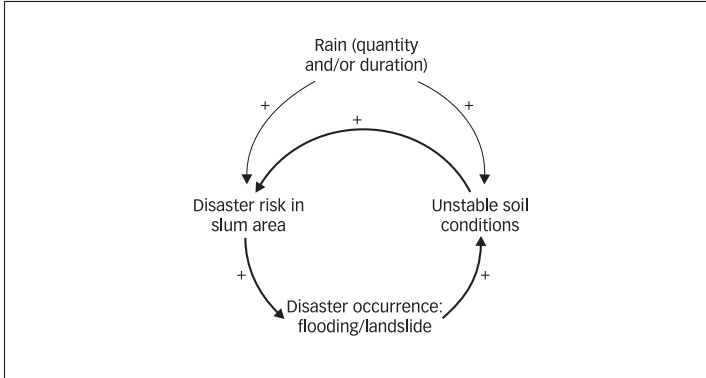 Rain (quantity
and/or duration)
+
+
+
Disaster risk in
slum area
Unstable soil
conditions
+
+
Disaster occurrence:
flooding/landslide